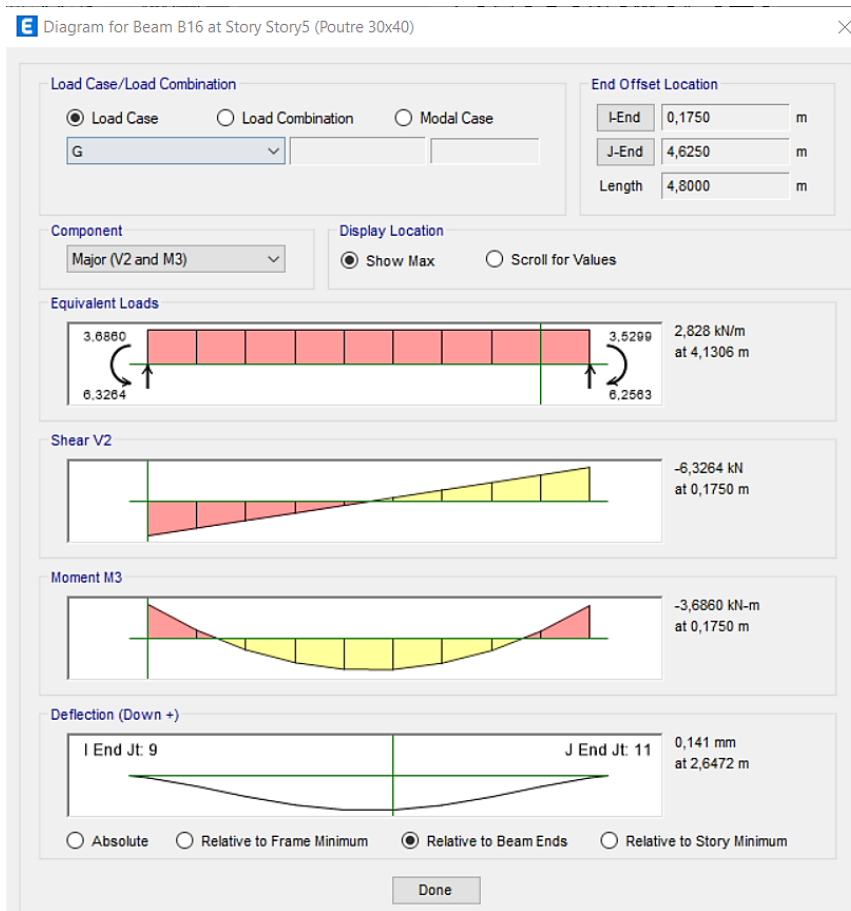 E Diagram for Beam B16 at Story Story5 (Poutre 30x40)
Load Case/Load Combination
Load Case Load Combination Modal Case
G
End Offset Location
I-End 0,1750 m
J-End 4,6250 m
Length 4,8000 m
Component
Major (V2 and M3)
Display Location
Show Max Scroll for Values
Equivalent Loads
3,6860 3,5299
6,3264 6,2563
2,828 kN/m
at 4,1306 m
Shear V2
-6,3264 kN
at 0,1750 m
Moment M3
-3,6860 kN-m
at 0,1750 m
Deflection (Down +)
I End Jt: 9 J End Jt: 11
0,141 mm
at 2,6472 m
Absolute Relative to Frame Minimum Relative to Beam Ends Relative to Story Minimum
Done